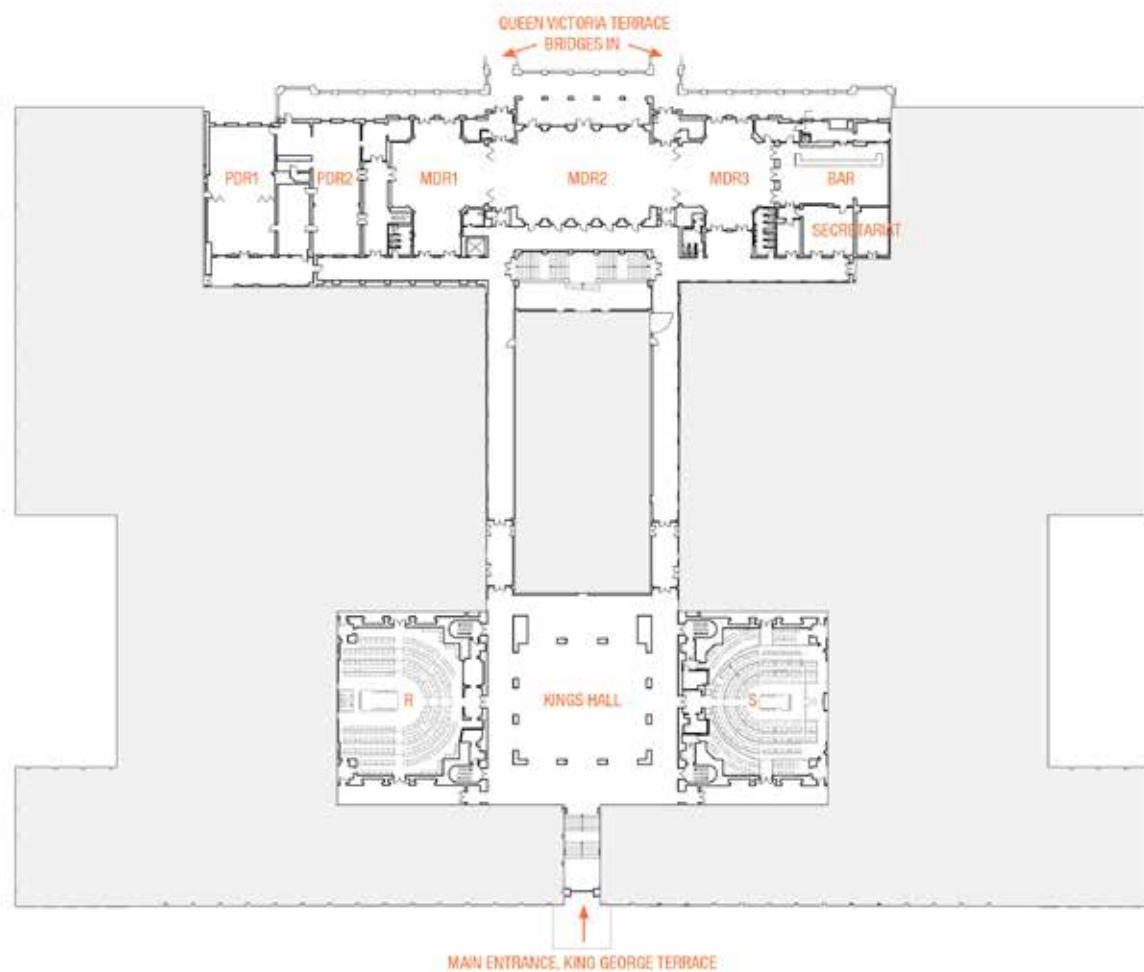 QUEEN VICTORIA TERRACE
BRIDGES IN
PDR1
PDR2
MDR1
MDR2
MDR3
BAR
SECRETARIAT
R
KINGS HALL
S
MAIN ENTRANCE, KING GEORGE TERRACE